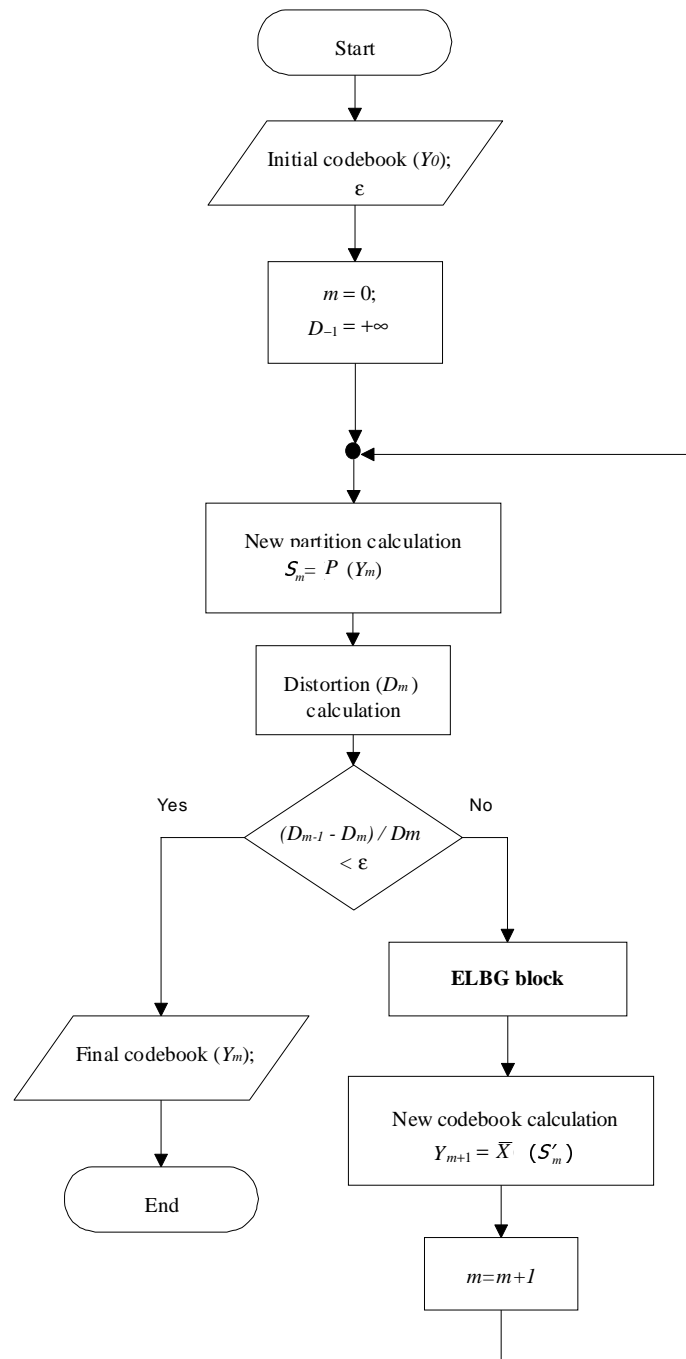 Start
Initial codebook (Y0);
ε
m = 0;
D−1 = +∞
New partition calculation
Sm = P (Ym)
Distortion (Dm)
calculation
Yes
No
(Dm-1 - Dm) / Dm
< ε
ELBG block
Final codebook (Ym);
New codebook calculation
Ym+1 = X̄ (S′m)
End
m=m+1